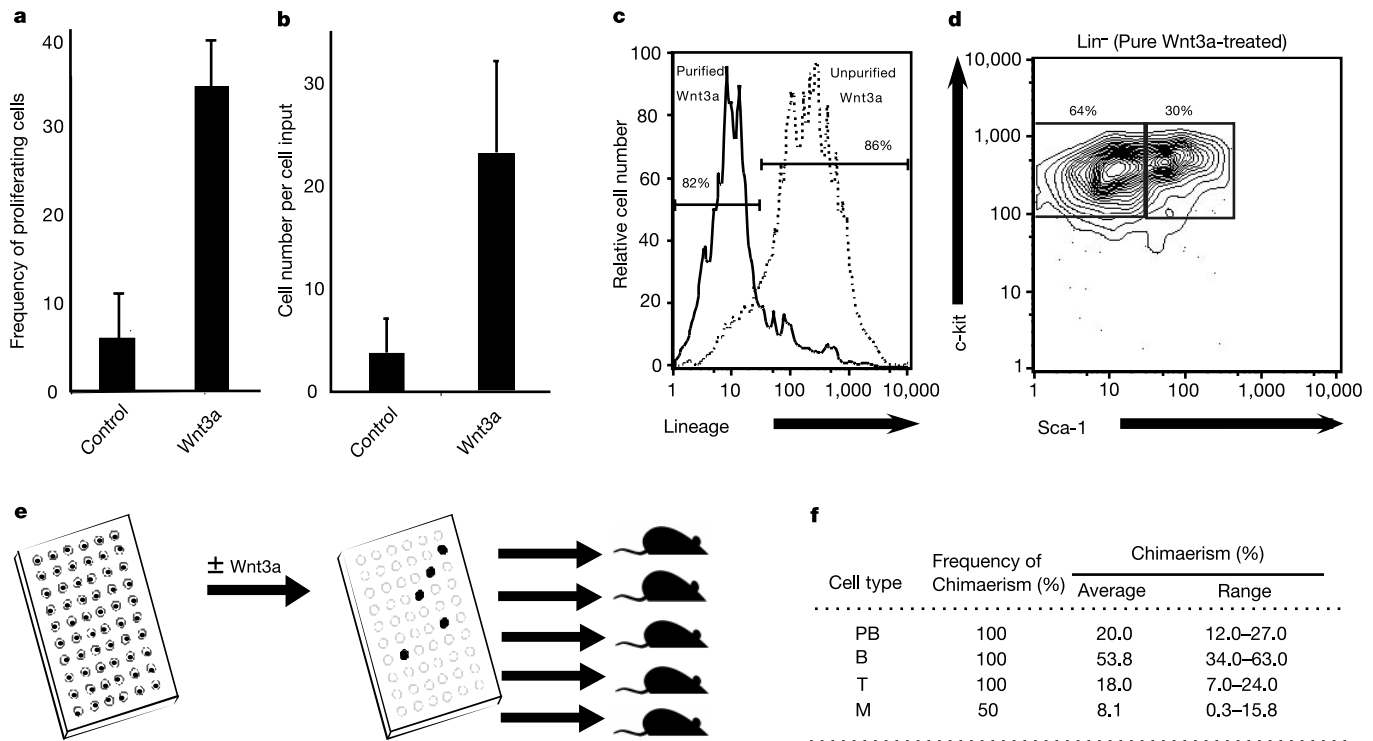 a
Frequency of proliferating cells
40
30
20
10
0
Control
Wnt3a
b
Cell number per cell input
30
20
10
0
Control
Wnt3a
c
Relative cell number
100
80
60
40
20
0
Purified
Wnt3a
Unpurified
Wnt3a
82%
86%
1 10 100 1,000 10,000
Lineage
d
Lin– (Pure Wnt3a-treated)
c-kit
10,000
1,000
100
10
1
64% 30%
1 10 100 1,000 10,000
Sca-1
e
± Wnt3a
f
Cell type Frequency of Chimaerism (%) Chimaerism (%)
Average Range
PB 100 20.0 12.0–27.0
B 100 53.8 34.0–63.0
T 100 18.0 7.0–24.0
M 50 8.1 0.3–15.8